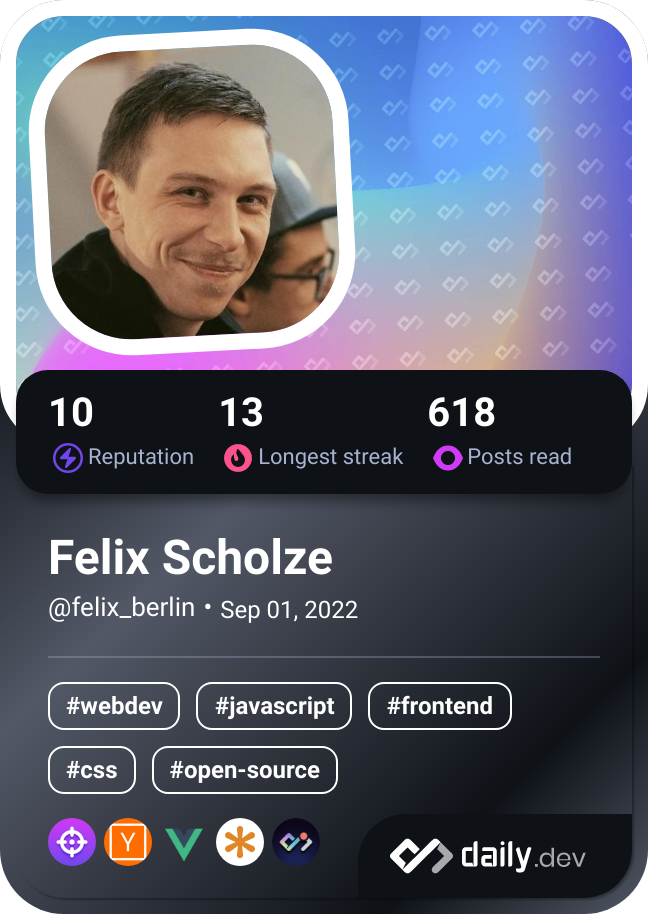 10 13 618
Reputation Longest streak Posts read
Felix Scholze
@felix_berlin • Sep 01, 2022
#webdev #javascript #frontend
#css #open-source
Y
daily.dev